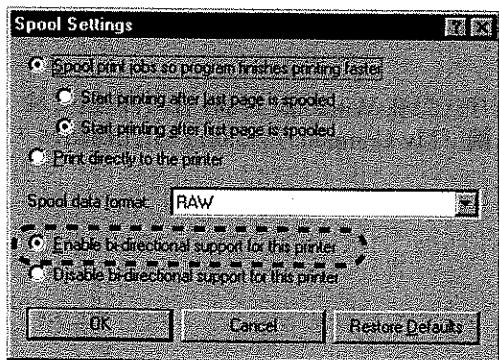 Spool Settings
Spool print jobs so program finishes printing faster
Start printing after last page is spooled
Start printing after first page is spooled
Print directly to the printer
Spool data format: RAW
Enable bi-directional support for this printer
Disable bi-directional support for this printer
OK Cancel Restore Defaults